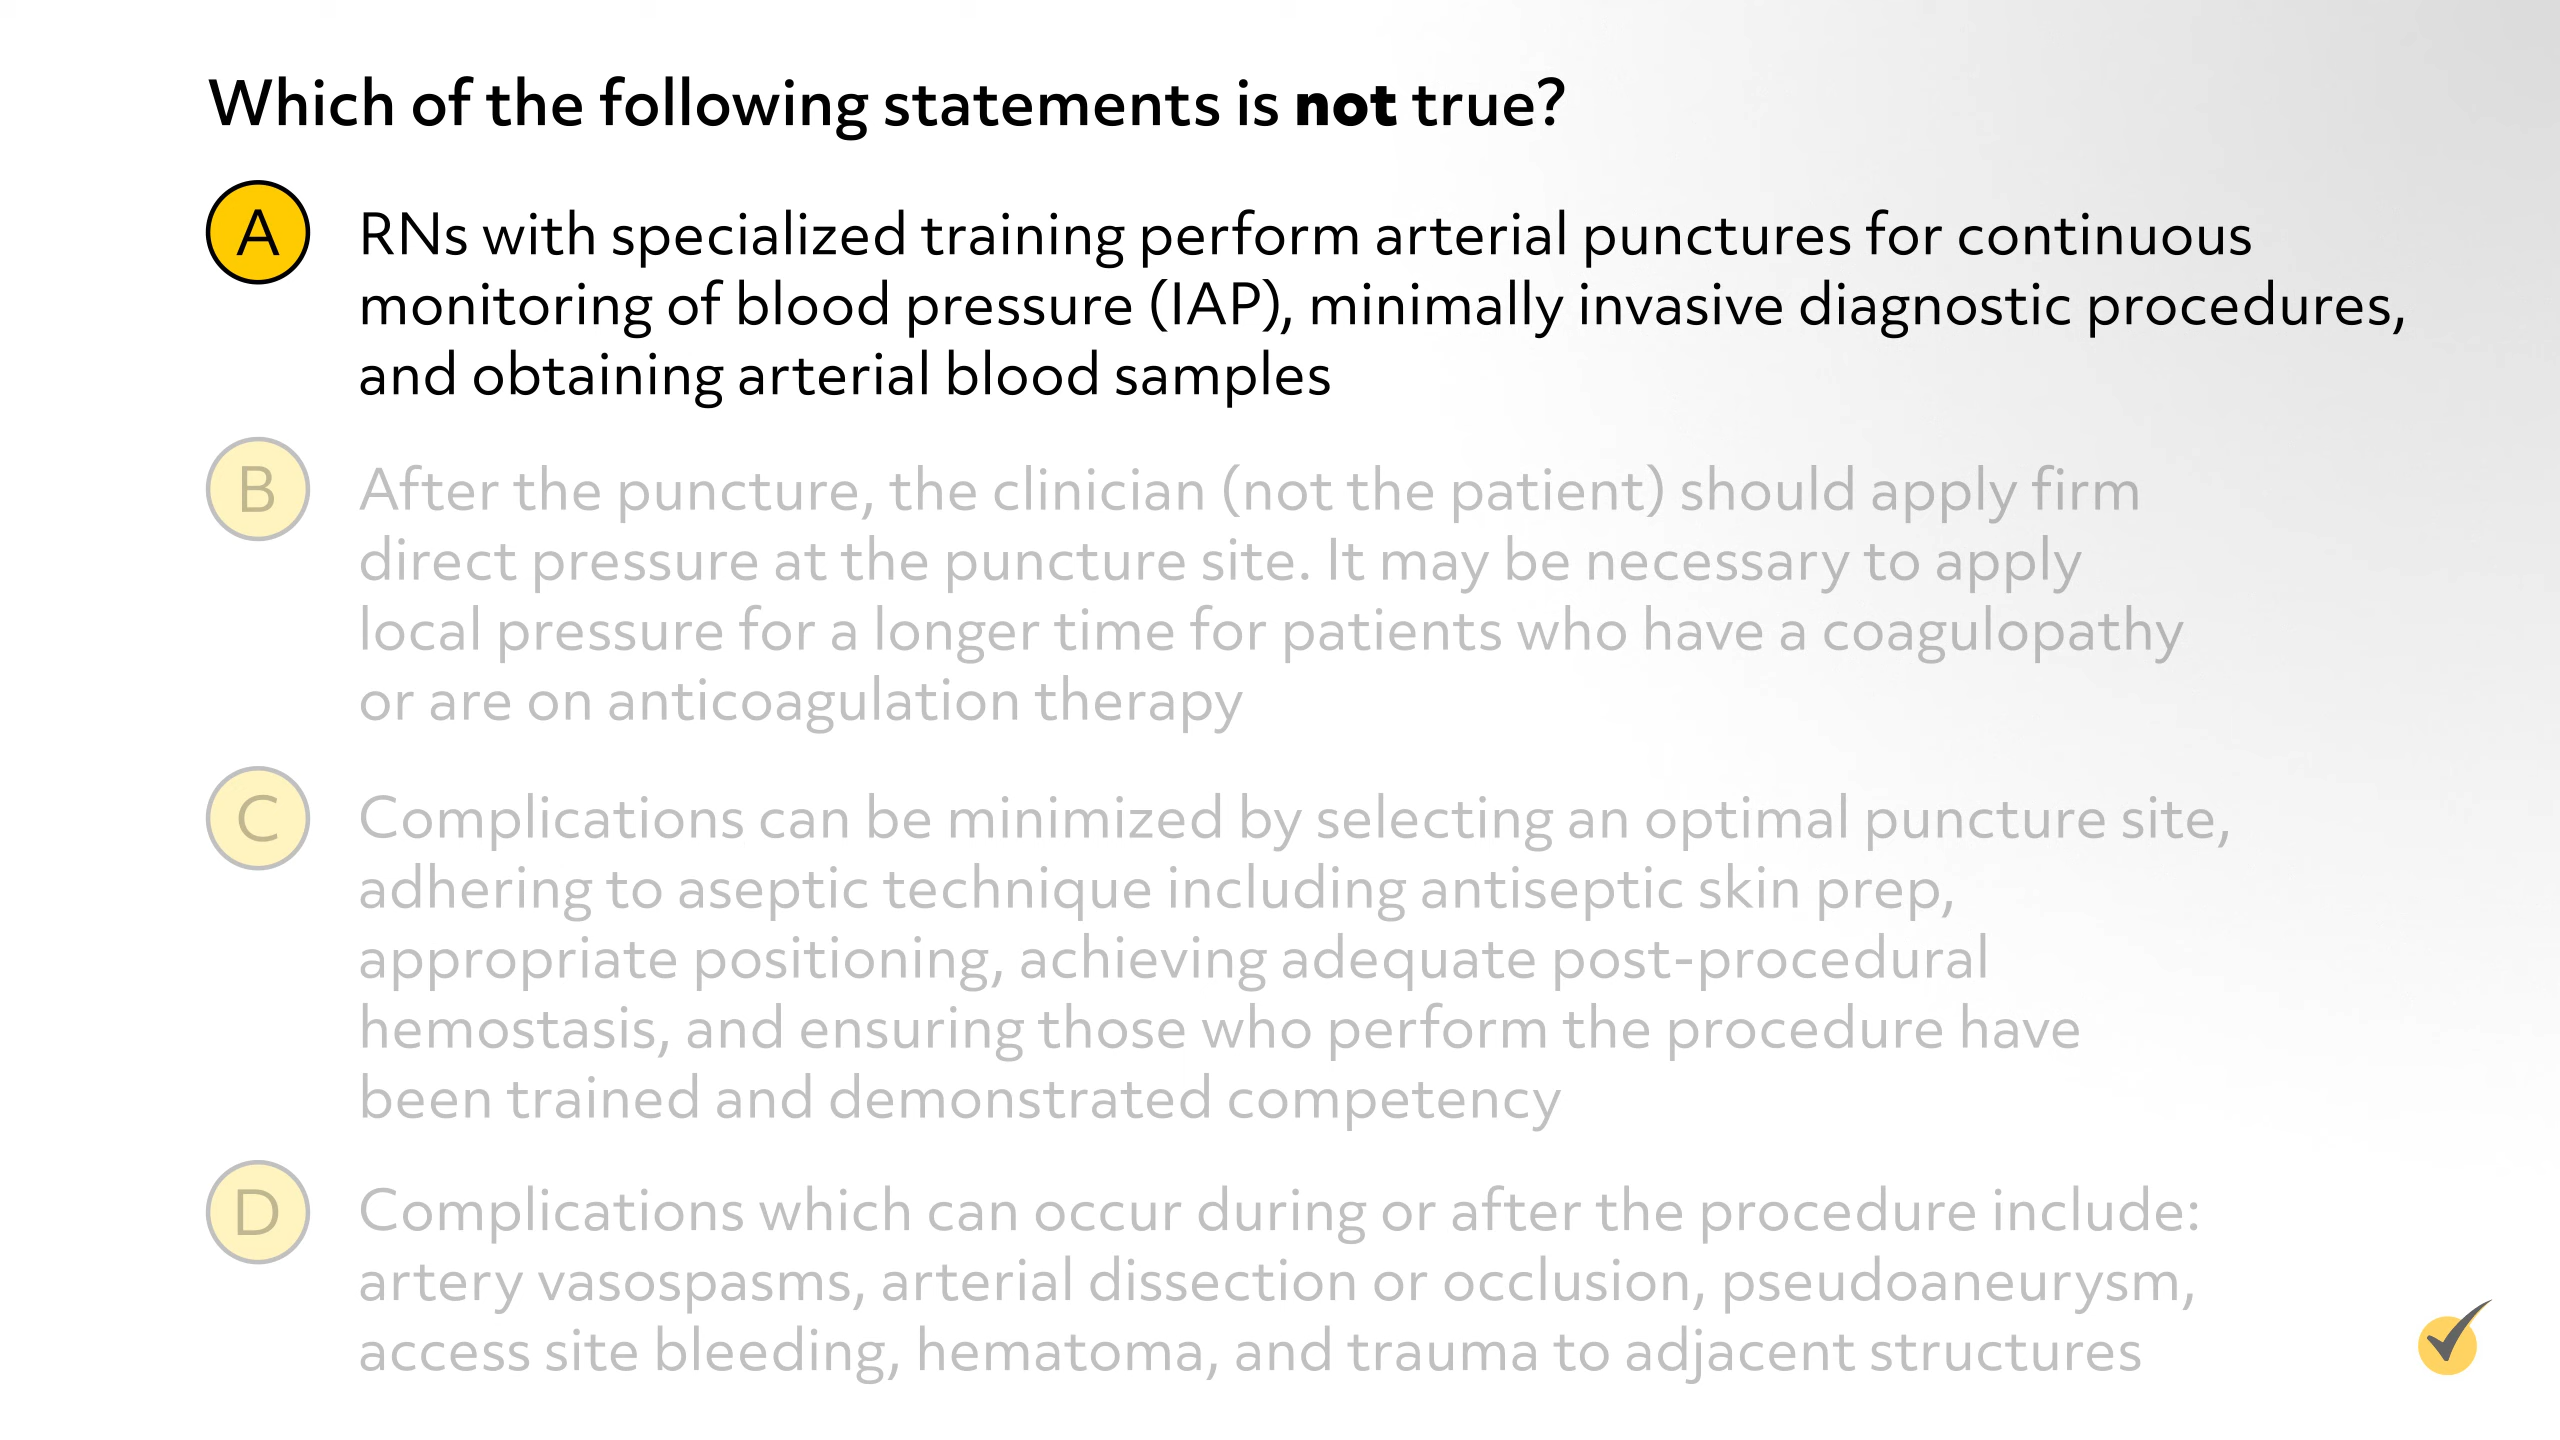 Which of the following statements is not true?
A
RNs with specialized training perform arterial punctures for continuous
monitoring of blood pressure (IAP), minimally invasive diagnostic procedures,
and obtaining arterial blood samples
B
After the puncture, the clinician (not the patient) should apply firm
direct pressure at the puncture site. It may be necessary to apply
local pressure for a longer time for patients who have a coagulopathy
or are on anticoagulation therapy
C
Complications can be minimized by selecting an optimal puncture site,
adhering to aseptic technique including antiseptic skin prep,
appropriate positioning, achieving adequate post-procedural
hemostasis, and ensuring those who perform the procedure have
been trained and demonstrated competency
D
Complications which can occur during or after the procedure include:
artery vasospasms, arterial dissection or occlusion, pseudoaneurysm,
access site bleeding, hematoma, and trauma to adjacent structures